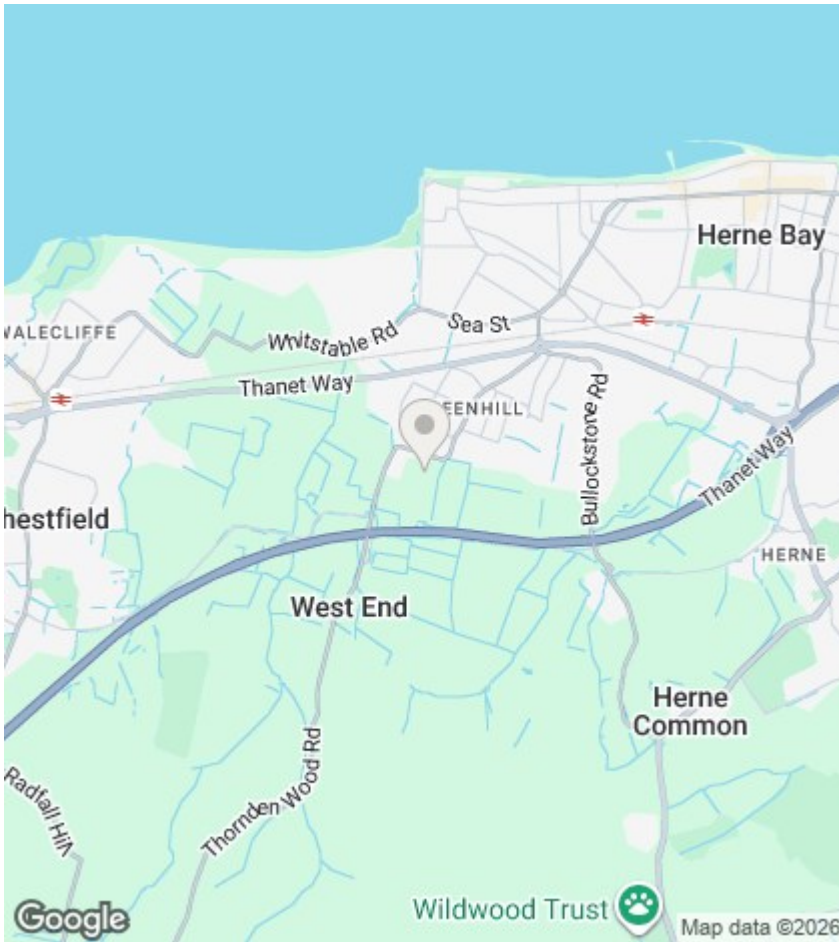 Herne Bay
Sea St
Whitstable Rd
WALECLIFFE
Thanet Way
EENHILL
Bullockstone Rd
Thanet Way
hestfield
HERNE
West End
Herne
Common
Thornden Wood Rd
Radfall Hill
Wildwood Trust
Google
Map data ©2026